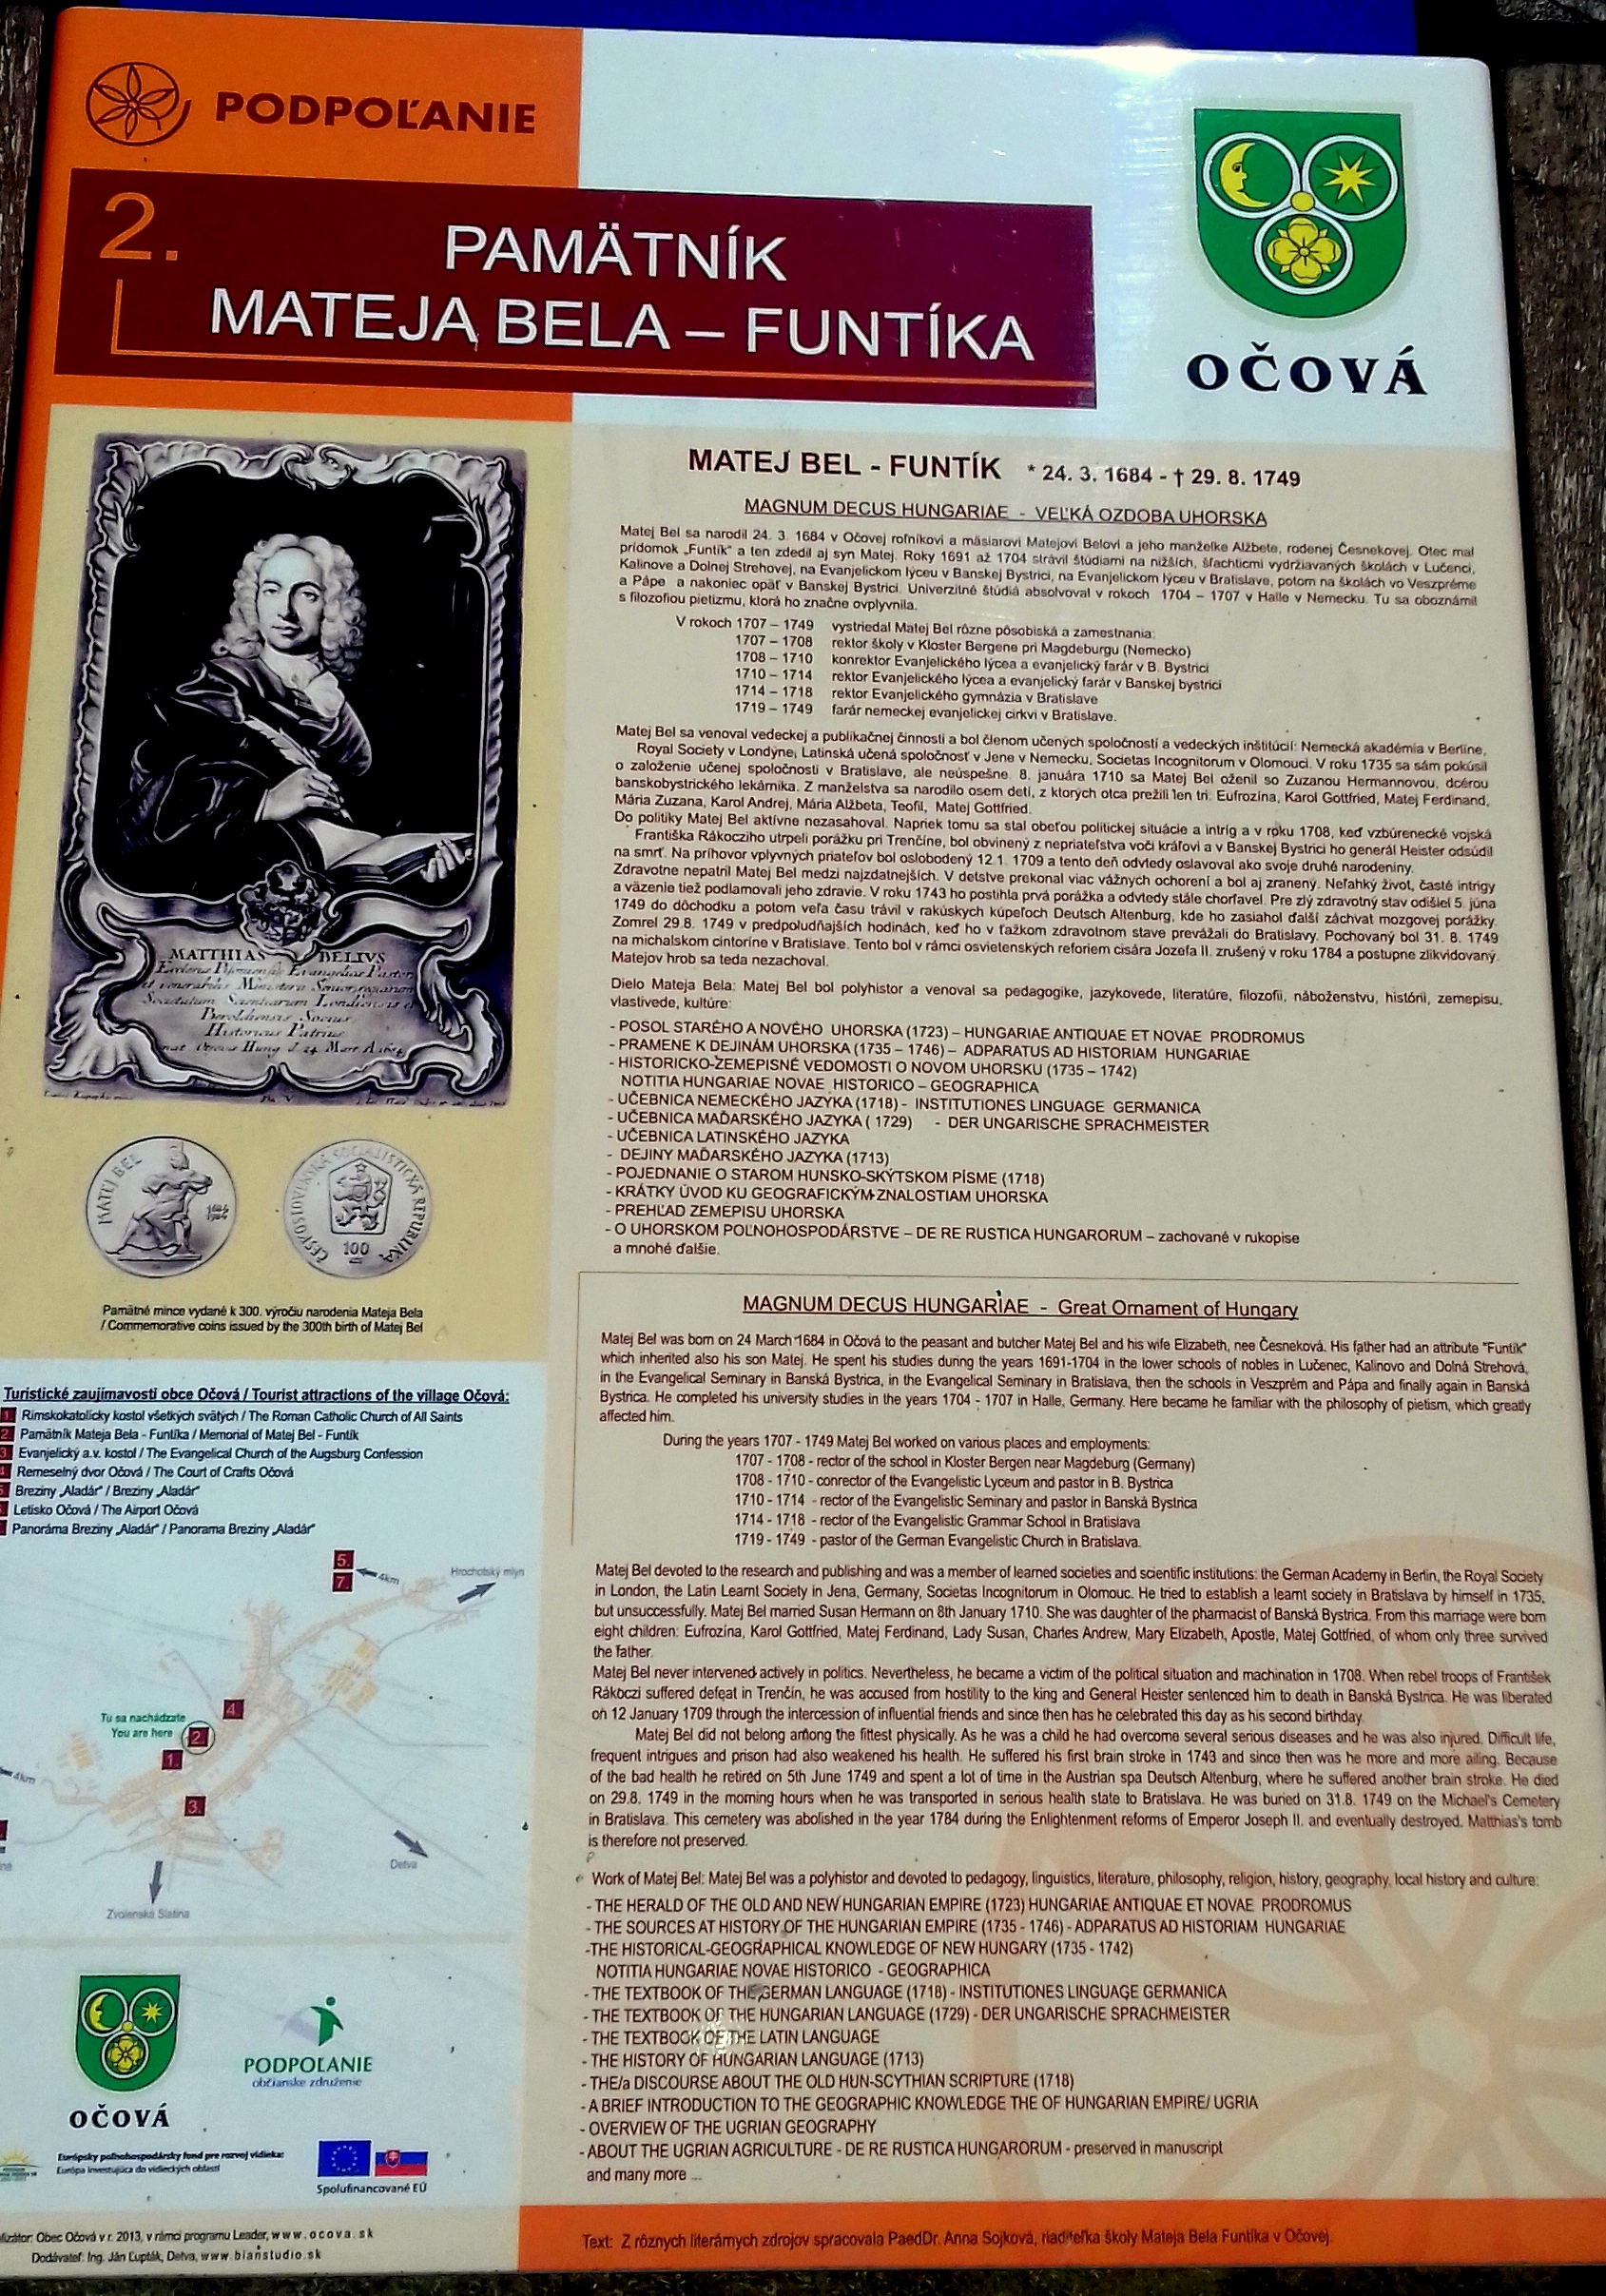 PODPOĽANIE
2.
PAMÄTNÍK
MATEJA BELA – FUNTÍKA
OČOVÁ
MATTHIAS BELIVS
Historicus Patrius
MATEJ BEL
1684
1984
ČESKOSLOVENSKÁ SOCIALISTICKÁ REPUBLIKA
100
Pamätné mince vydané k 300. výročiu narodenia Mateja Bela
/ Commemorative coins issued by the 300th birth of Matej Bel
Turistické zaujímavosti obce Očová / Tourist attractions of the village Očová:
1 Rímskokatolícky kostol všetkých svätých / The Roman Catholic Church of All Saints
2 Pamätník Mateja Bela - Funtíka / Memorial of Matej Bel - Funtík
3 Evanjelický a.v. kostol / The Evangelical Church of the Augsburg Confession
4 Remeselný dvor Očová / The Court of Crafts Očová
Breziny „Aladár“ / Breziny „Aladár“
Letisko Očová / The Airport Očová
Panoráma Breziny „Aladár“ / Panorama Breziny „Aladár“
5.
7.
4km
Hrochotský mlyn
4.
Tu sa nachádzate
You are here
2.
1.
4km
3.
Detva
Zvolenská Slatina
OČOVÁ
PODPOĽANIE
občianske združenie
Európsky poľnohospodársky fond pre rozvoj vidieka:
Európa investujúca do vidieckych oblastí
Spolufinancované EÚ
Obec Očová v r. 2013, v rámci programu Leader, www.ocova.sk
Dodávateľ: Ing. Ján Ľupták, Detva, www.bianstudio.sk
MATEJ BEL - FUNTÍK * 24. 3. 1684 - † 29. 8. 1749
MAGNUM DECUS HUNGARIAE - VEĽKÁ OZDOBA UHORSKA
Matej Bel sa narodil 24. 3. 1684 v Očovej roľníkovi a mäsiarovi Matejovi Belovi a jeho manželke Alžbete, rodenej Česnekovej. Otec mal
prídomok „Funtík“ a ten zdedil aj syn Matej. Roky 1691 až 1704 strávil štúdiami na nižších, šľachticmi vydržiavaných školách v Lučenci,
Kalinove a Dolnej Strehovej, na Evanjelickom lýceu v Banskej Bystrici, na Evanjelickom lýceu v Bratislave, potom na školách vo Veszpréme
a Pápe a nakoniec opäť v Banskej Bystrici. Univerzitné štúdiá absolvoval v rokoch 1704 – 1707 v Halle v Nemecku. Tu sa oboznámil
s filozofiou pietizmu, ktorá ho značne ovplyvnila.
V rokoch 1707 – 1749 vystriedal Matej Bel rôzne pôsobiská a zamestnania:
1707 – 1708 rektor školy v Kloster Bergene pri Magdeburgu (Nemecko)
1708 – 1710 konrektor Evanjelického lýcea a evanjelický farár v B. Bystrici
1710 – 1714 rektor Evanjelického lýcea a evanjelický farár v Banskej bystrici
1714 – 1718 rektor Evanjelického gymnázia v Bratislave
1719 – 1749 farár nemeckej evanjelickej cirkvi v Bratislave.
Matej Bel sa venoval vedeckej a publikačnej činnosti a bol členom učených spoločností a vedeckých inštitúcií: Nemecká akadémia v Berlíne,
Royal Society v Londýne, Latinská učená spoločnosť v Jene v Nemecku, Societas Incognitorum v Olomouci. V roku 1735 sa sám pokúsil
o založenie učenej spoločnosti v Bratislave, ale neúspešne. 8. januára 1710 sa Matej Bel oženil so Zuzanou Hermannovou, dcérou
banskobystrického lekárnika. Z manželstva sa narodilo osem detí, z ktorých otca prežili len tri: Eufrozína, Karol Gottfried, Matej Ferdinand,
Mária Zuzana, Karol Andrej, Mária Alžbeta, Teofil, Matej Gottfried.
Do politiky Matej Bel aktívne nezasahoval. Napriek tomu sa stal obeťou politickej situácie a intríg a v roku 1708, keď vzbúrenecké vojská
Františka Rákocziho utrpeli porážku pri Trenčíne, bol obvinený z nepriateľstva voči kráľovi a v Banskej Bystrici ho generál Heister odsúdil
na smrť. Na príhovor vplyvných priateľov bol oslobodený 12.1. 1709 a tento deň odvtedy oslavoval ako svoje druhé narodeniny.
Zdravotne nepatril Matej Bel medzi najzdatnejších. V detstve prekonal viac vážnych ochorení a bol aj zranený. Neľahký život, časté intrigy
a väzenie tiež podlamovali jeho zdravie. V roku 1743 ho postihla prvá porážka a odvtedy stále chorľavel. Pre zlý zdravotný stav odišiel 5. júna
1749 do dôchodku a potom veľa času trávil v rakúskych kúpeľoch Deutsch Altenburg, kde ho zasiahol ďalší záchvat mozgovej porážky.
Zomrel 29.8. 1749 v predpoludňajších hodinách, keď ho v ťažkom zdravotnom stave prevážali do Bratislavy. Pochovaný bol 31. 8. 1749
na michalskom cintoríne v Bratislave. Tento bol v rámci osvietenských reforiem cisára Jozefa II. zrušený v roku 1784 a postupne zlikvidovaný.
Matejov hrob sa teda nezachoval.
Dielo Mateja Bela: Matej Bel bol polyhistor a venoval sa pedagogike, jazykovede, literatúre, filozofii, náboženstvu, histórii, zemepisu,
vlastivede, kultúre:
- POSOL STARÉHO A NOVÉHO UHORSKA (1723) – HUNGARIAE ANTIQUAE ET NOVAE PRODROMUS
- PRAMENE K DEJINÁM UHORSKA (1735 – 1746) – ADPARATUS AD HISTORIAM HUNGARIAE
- HISTORICKO-ZEMEPISNÉ VEDOMOSTI O NOVOM UHORSKU (1735 – 1742)
NOTITIA HUNGARIAE NOVAE HISTORICO – GEOGRAPHICA
- UČEBNICA NEMECKÉHO JAZYKA (1718) - INSTITUTIONES LINGUAGE GERMANICA
- UČEBNICA MAĎARSKÉHO JAZYKA ( 1729) - DER UNGARISCHE SPRACHMEISTER
- UČEBNICA LATINSKÉHO JAZYKA
- DEJINY MAĎARSKÉHO JAZYKA (1713)
- POJEDNANIE O STAROM HUNSKO-SKÝTSKOM PÍSME (1718)
- KRÁTKY ÚVOD KU GEOGRAFICKÝM ZNALOSTIAM UHORSKA
- PREHĽAD ZEMEPISU UHORSKA
- O UHORSKOM POĽNOHOSPODÁRSTVE – DE RE RUSTICA HUNGARORUM – zachované v rukopise
a mnohé ďalšie.
MAGNUM DECUS HUNGARIAE - Great Ornament of Hungary
Matej Bel was born on 24 March 1684 in Očová to the peasant and butcher Matej Bel and his wife Elizabeth, nee Česneková. His father had an attribute "Funtík"
which inherited also his son Matej. He spent his studies during the years 1691-1704 in the lower schools of nobles in Lučenec, Kalinovo and Dolná Strehová,
in the Evangelical Seminary in Banská Bystrica, in the Evangelical Seminary in Bratislava, then the schools in Veszprém and Pápa and finally again in Banská
Bystrica. He completed his university studies in the years 1704 - 1707 in Halle, Germany. Here became he familiar with the philosophy of pietism, which greatly
affected him.
During the years 1707 - 1749 Matej Bel worked on various places and employments:
1707 - 1708 - rector of the school in Kloster Bergen near Magdeburg (Germany)
1708 - 1710 - conrector of the Evangelistic Lyceum and pastor in B. Bystrica
1710 - 1714 - rector of the Evangelistic Seminary and pastor in Banská Bystrica
1714 - 1718 - rector of the Evangelistic Grammar School in Bratislava
1719 - 1749 - pastor of the German Evangelistic Church in Bratislava.
Matej Bel devoted to the research and publishing and was a member of learned societies and scientific institutions: the German Academy in Berlin, the Royal Society
in London, the Latin Learnt Society in Jena, Germany, Societas Incognitorum in Olomouc. He tried to establish a learnt society in Bratislava by himself in 1735,
but unsuccessfully. Matej Bel married Susan Hermann on 8th January 1710. She was daughter of the pharmacist of Banská Bystrica. From this marriage were born
eight children: Eufrozína, Karol Gottfried, Matej Ferdinand, Lady Susan, Charles Andrew, Mary Elizabeth, Apostle, Matej Gottfried, of whom only three survived
the father.
Matej Bel never intervened actively in politics. Nevertheless, he became a victim of the political situation and machination in 1708. When rebel troops of František
Rákoczi suffered defeat in Trenčín, he was accused from hostility to the king and General Heister sentenced him to death in Banská Bystrica. He was liberated
on 12 January 1709 through the intercession of influential friends and since then has he celebrated this day as his second birthday.
Matej Bel did not belong among the fittest physically. As he was a child he had overcome several serious diseases and he was also injured. Difficult life,
frequent intrigues and prison had also weakened his health. He suffered his first brain stroke in 1743 and since then was he more and more ailing. Because
of the bad health he retired on 5th June 1749 and spent a lot of time in the Austrian spa Deutsch Altenburg, where he suffered another brain stroke. He died
on 29.8. 1749 in the morning hours when he was transported in serious health state to Bratislava. He was buried on 31.8. 1749 on the Michael's Cemetery
in Bratislava. This cemetery was abolished in the year 1784 during the Enlightenment reforms of Emperor Joseph II. and eventually destroyed. Matthias's tomb
is therefore not preserved.
Work of Matej Bel: Matej Bel was a polyhistor and devoted to pedagogy, linguistics, literature, philosophy, religion, history, geography, local history and culture:
- THE HERALD OF THE OLD AND NEW HUNGARIAN EMPIRE (1723) HUNGARIAE ANTIQUAE ET NOVAE PRODROMUS
- THE SOURCES AT HISTORY OF THE HUNGARIAN EMPIRE (1735 - 1746) - ADPARATUS AD HISTORIAM HUNGARIAE
-THE HISTORICAL-GEOGRAPHICAL KNOWLEDGE OF NEW HUNGARY (1735 - 1742)
NOTITIA HUNGARIAE NOVAE HISTORICO - GEOGRAPHICA
- THE TEXTBOOK OF THE GERMAN LANGUAGE (1718) - INSTITUTIONES LINGUAGE GERMANICA
- THE TEXTBOOK OF THE HUNGARIAN LANGUAGE (1729) - DER UNGARISCHE SPRACHMEISTER
- THE TEXTBOOK OF THE LATIN LANGUAGE
- THE HISTORY OF HUNGARIAN LANGUAGE (1713)
- THE/a DISCOURSE ABOUT THE OLD HUN-SCYTHIAN SCRIPTURE (1718)
- A BRIEF INTRODUCTION TO THE GEOGRAPHIC KNOWLEDGE THE OF HUNGARIAN EMPIRE/ UGRIA
- OVERVIEW OF THE UGRIAN GEOGRAPHY
- ABOUT THE UGRIAN AGRICULTURE - DE RE RUSTICA HUNGARORUM - preserved in manuscript
and many more ...
Text: Z rôznych literárnych zdrojov spracovala PaedDr. Anna Sojková, riaditeľka školy Mateja Bela Funtíka v Očovej.